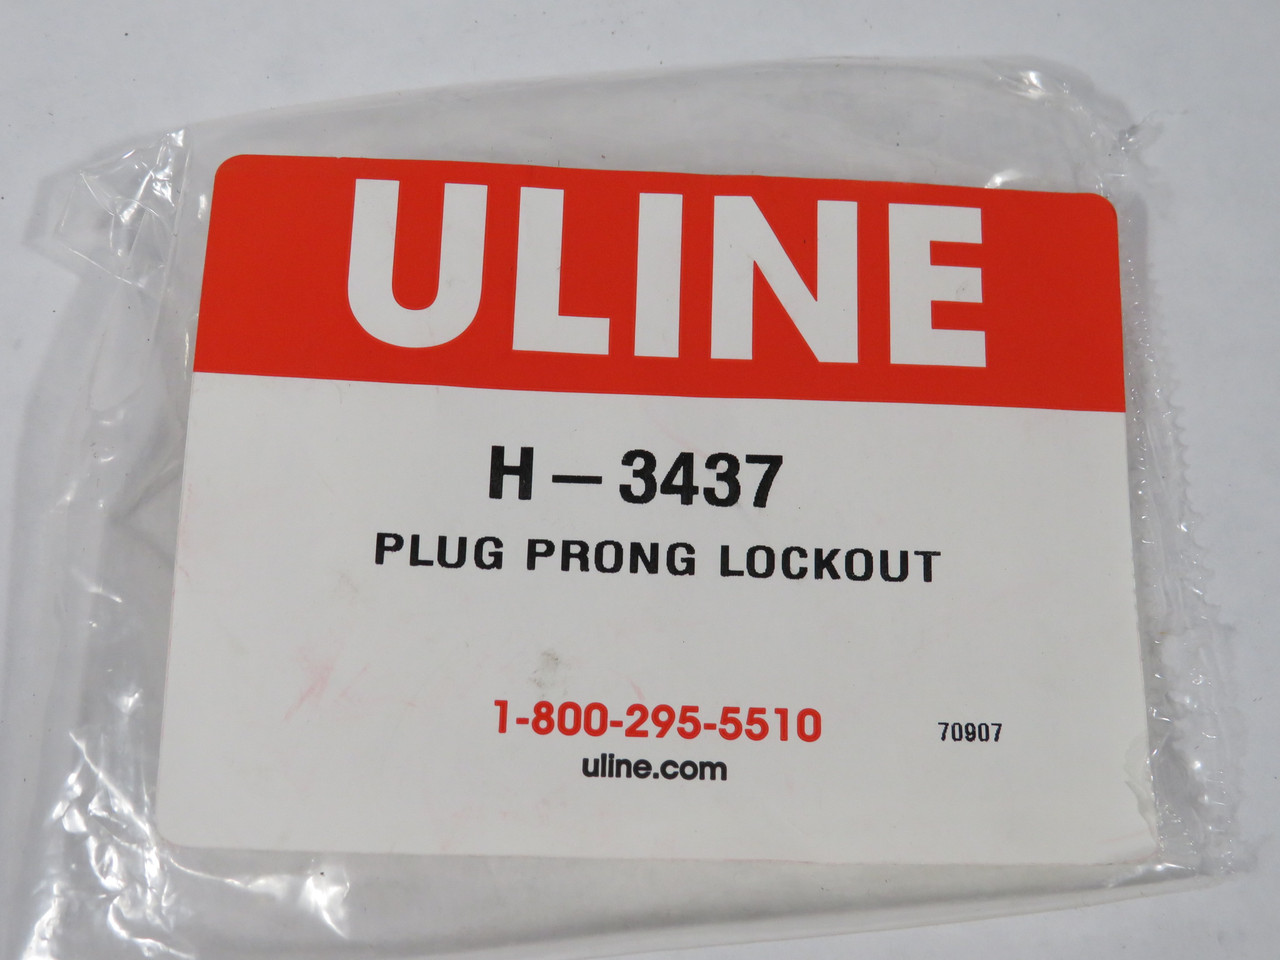 ULINE
H-3437
PLUG PRONG LOCKOUT
1-800-295-5510
70907
uline.com